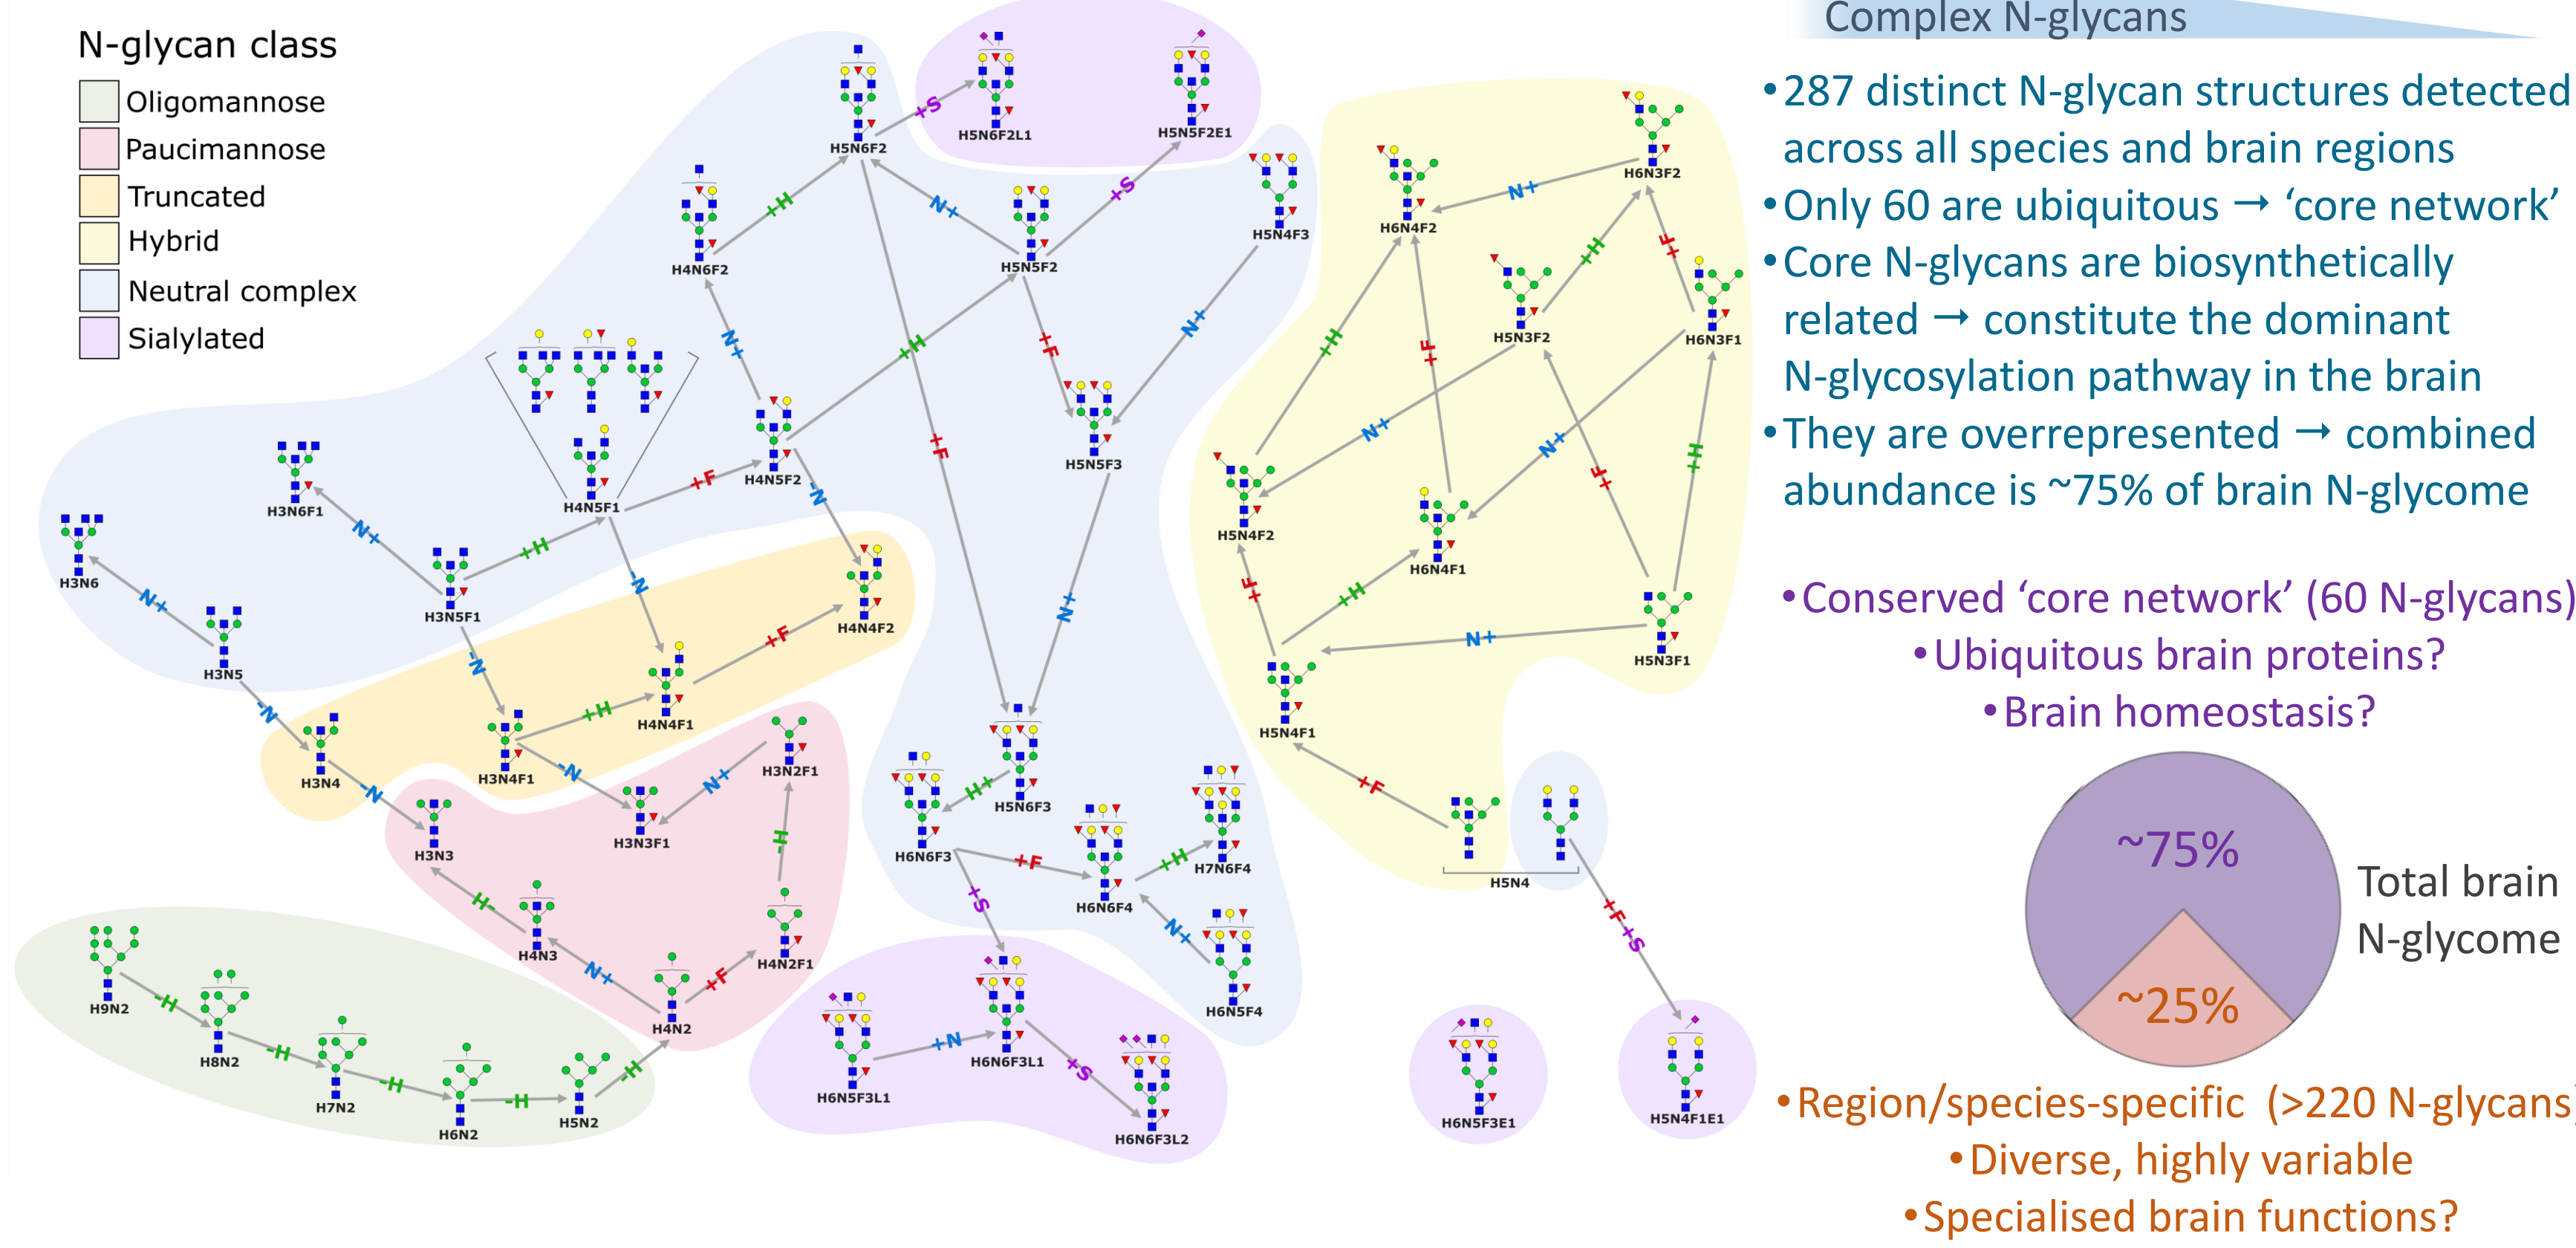 N-glycan class
Oligomannose
Paucimannose
Truncated
Hybrid
Neutral complex
Sialylated
H5N6F2
+S
H5N6F2L1
H5N5F2E1
H4N6F2
+H
N+
H5N5F2
+S
H5N4F3
N+
+H
+F
N+
H4N5F1
+F
H4N5F2
-N
+F
H5N5F3
H3N6F1
N+
+H
H3N6
N+
H3N5F1
H3N5
-N
-N
-N
H4N4F2
+F
N+
H3N4
-N
H3N4F1
+H
H4N4F1
-N
H3N3
H3N3F1
N+
H3N2F1
-H
H-
H4N3
N+
H4N2
+F
H4N2F1
H9N2
-H
H8N2
-H
H7N2
-H
H6N2
-H
H5N2
-H
H5N6F3
H+
H6N6F3
+F
H6N6F4
+H
H7N6F4
N+
H6N5F4
+S
H6N5F3L1
+N
H6N6F3L1
+S
H6N6F3L2
H6N4F2
N+
H6N3F2
+H
F+
H5N3F2
H6N3F1
+H
+F
N+
N+
F+
+H
H5N4F2
H6N4F1
F+
+H
N+
H5N3F1
H5N4F1
+F
H5N4
+F+S
H6N5F3E1
H5N4F1E1
Complex N-glycans
•287 distinct N-glycan structures detected
across all species and brain regions
•Only 60 are ubiquitous → ‘core network’
•Core N-glycans are biosynthetically
related → constitute the dominant
N-glycosylation pathway in the brain
•They are overrepresented → combined
abundance is ~75% of brain N-glycome
•Conserved ‘core network’ (60 N-glycans)
•Ubiquitous brain proteins?
•Brain homeostasis?
~75%
~25%
Total brain
N-glycome
•Region/species-specific (>220 N-glycans)
•Diverse, highly variable
•Specialised brain functions?